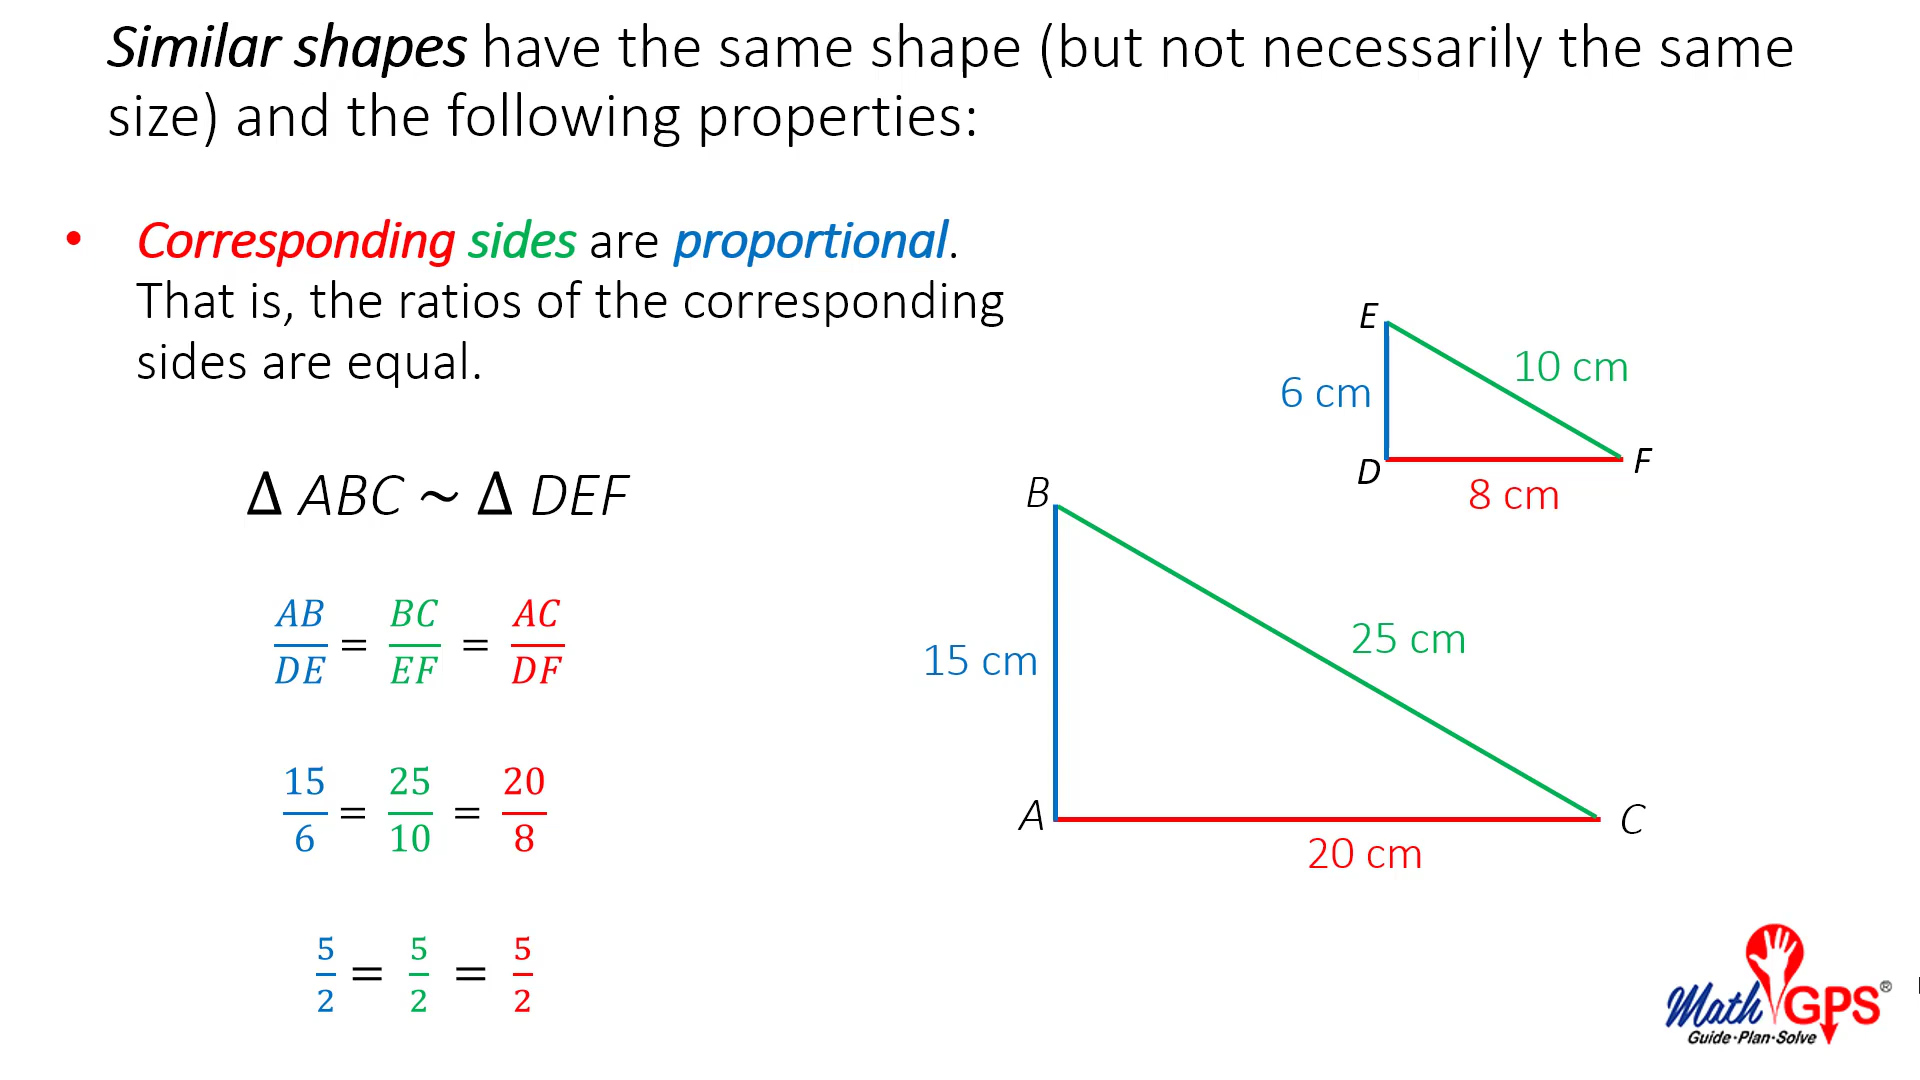 Similar shapes have the same shape (but not necessarily the same
size) and the following properties:
• Corresponding sides are proportional.
That is, the ratios of the corresponding
sides are equal.
Δ ABC ~ Δ DEF
AB/DE = BC/EF = AC/DF
15/6 = 25/10 = 20/8
5/2 = 5/2 = 5/2
E
10 cm
6 cm
D
F
8 cm
B
25 cm
15 cm
A
C
20 cm
Math GPS®
Guide·Plan·Solve